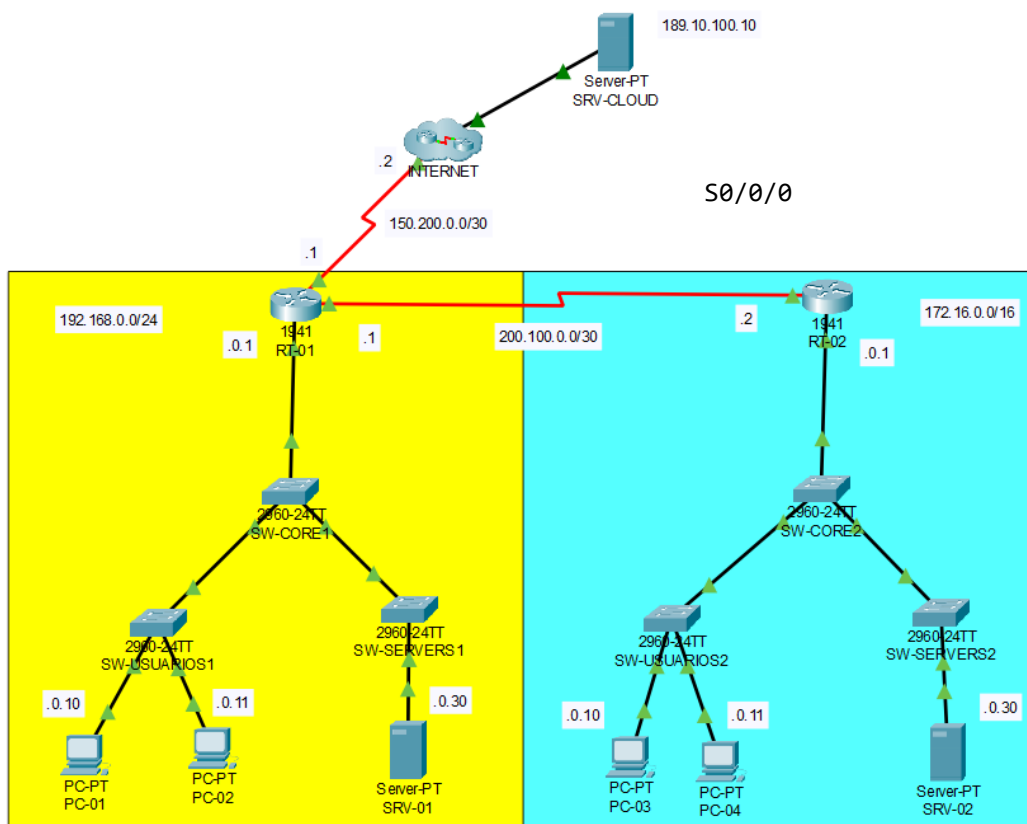 189.10.100.10
Server-PT
SRV-CLOUD
.2
INTERNET
S0/0/0
150.200.0.0/30
.1
192.168.0.0/24
1941
RT-01
.0.1
.1
200.100.0.0/30
.2
1941
RT-02
172.16.0.0/16
.0.1
2960-24TT
SW-CORE1
2960-24TT
SW-CORE2
2960-24TT
SW-USUARIOS1
2960-24TT
SW-SERVERS1
2960-24TT
SW-USUARIOS2
2960-24TT
SW-SERVERS2
.0.10
.0.11
.0.30
.0.10
.0.11
.0.30
PC-PT
PC-01
PC-PT
PC-02
Server-PT
SRV-01
PC-PT
PC-03
PC-PT
PC-04
Server-PT
SRV-02